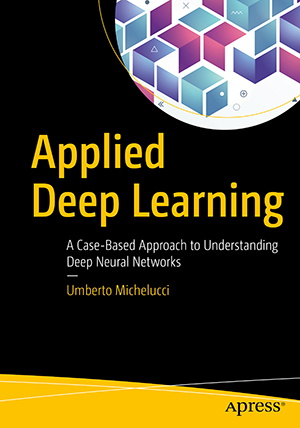 Applied
Deep Learning
A Case-Based Approach to Understanding
Deep Neural Networks
—
Umberto Michelucci
Apress®